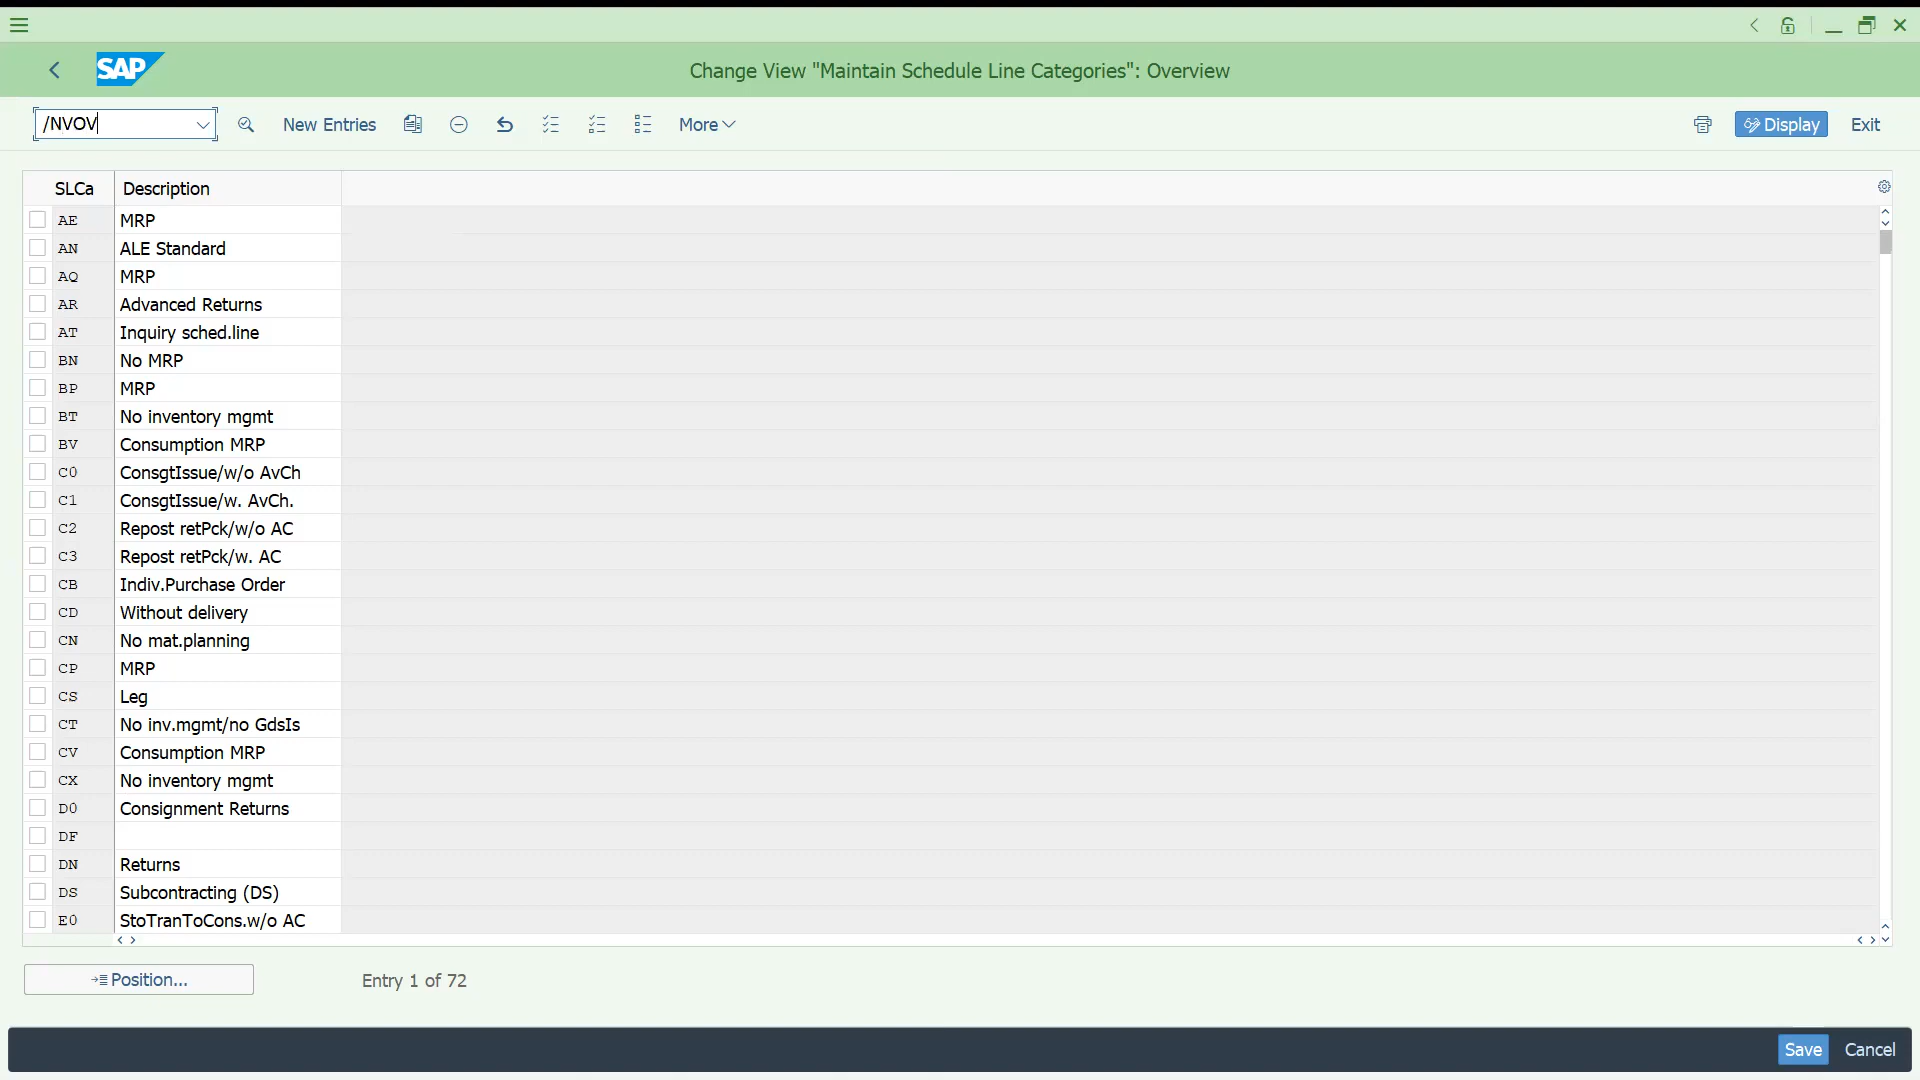 SAP
Change View "Maintain Schedule Line Categories": Overview
/NVOV
New Entries
More
Display
Exit
SLCa Description
AE MRP
AN ALE Standard
AQ MRP
AR Advanced Returns
AT Inquiry sched.line
BN No MRP
BP MRP
BT No inventory mgmt
BV Consumption MRP
C0 ConsgtIssue/w/o AvCh
C1 ConsgtIssue/w. AvCh.
C2 Repost retPck/w/o AC
C3 Repost retPck/w. AC
CB Indiv.Purchase Order
CD Without delivery
CN No mat.planning
CP MRP
CS Leg
CT No inv.mgmt/no GdsIs
CV Consumption MRP
CX No inventory mgmt
D0 Consignment Returns
DF
DN Returns
DS Subcontracting (DS)
E0 StoTranToCons.w/o AC
Position...
Entry 1 of 72
Save
Cancel